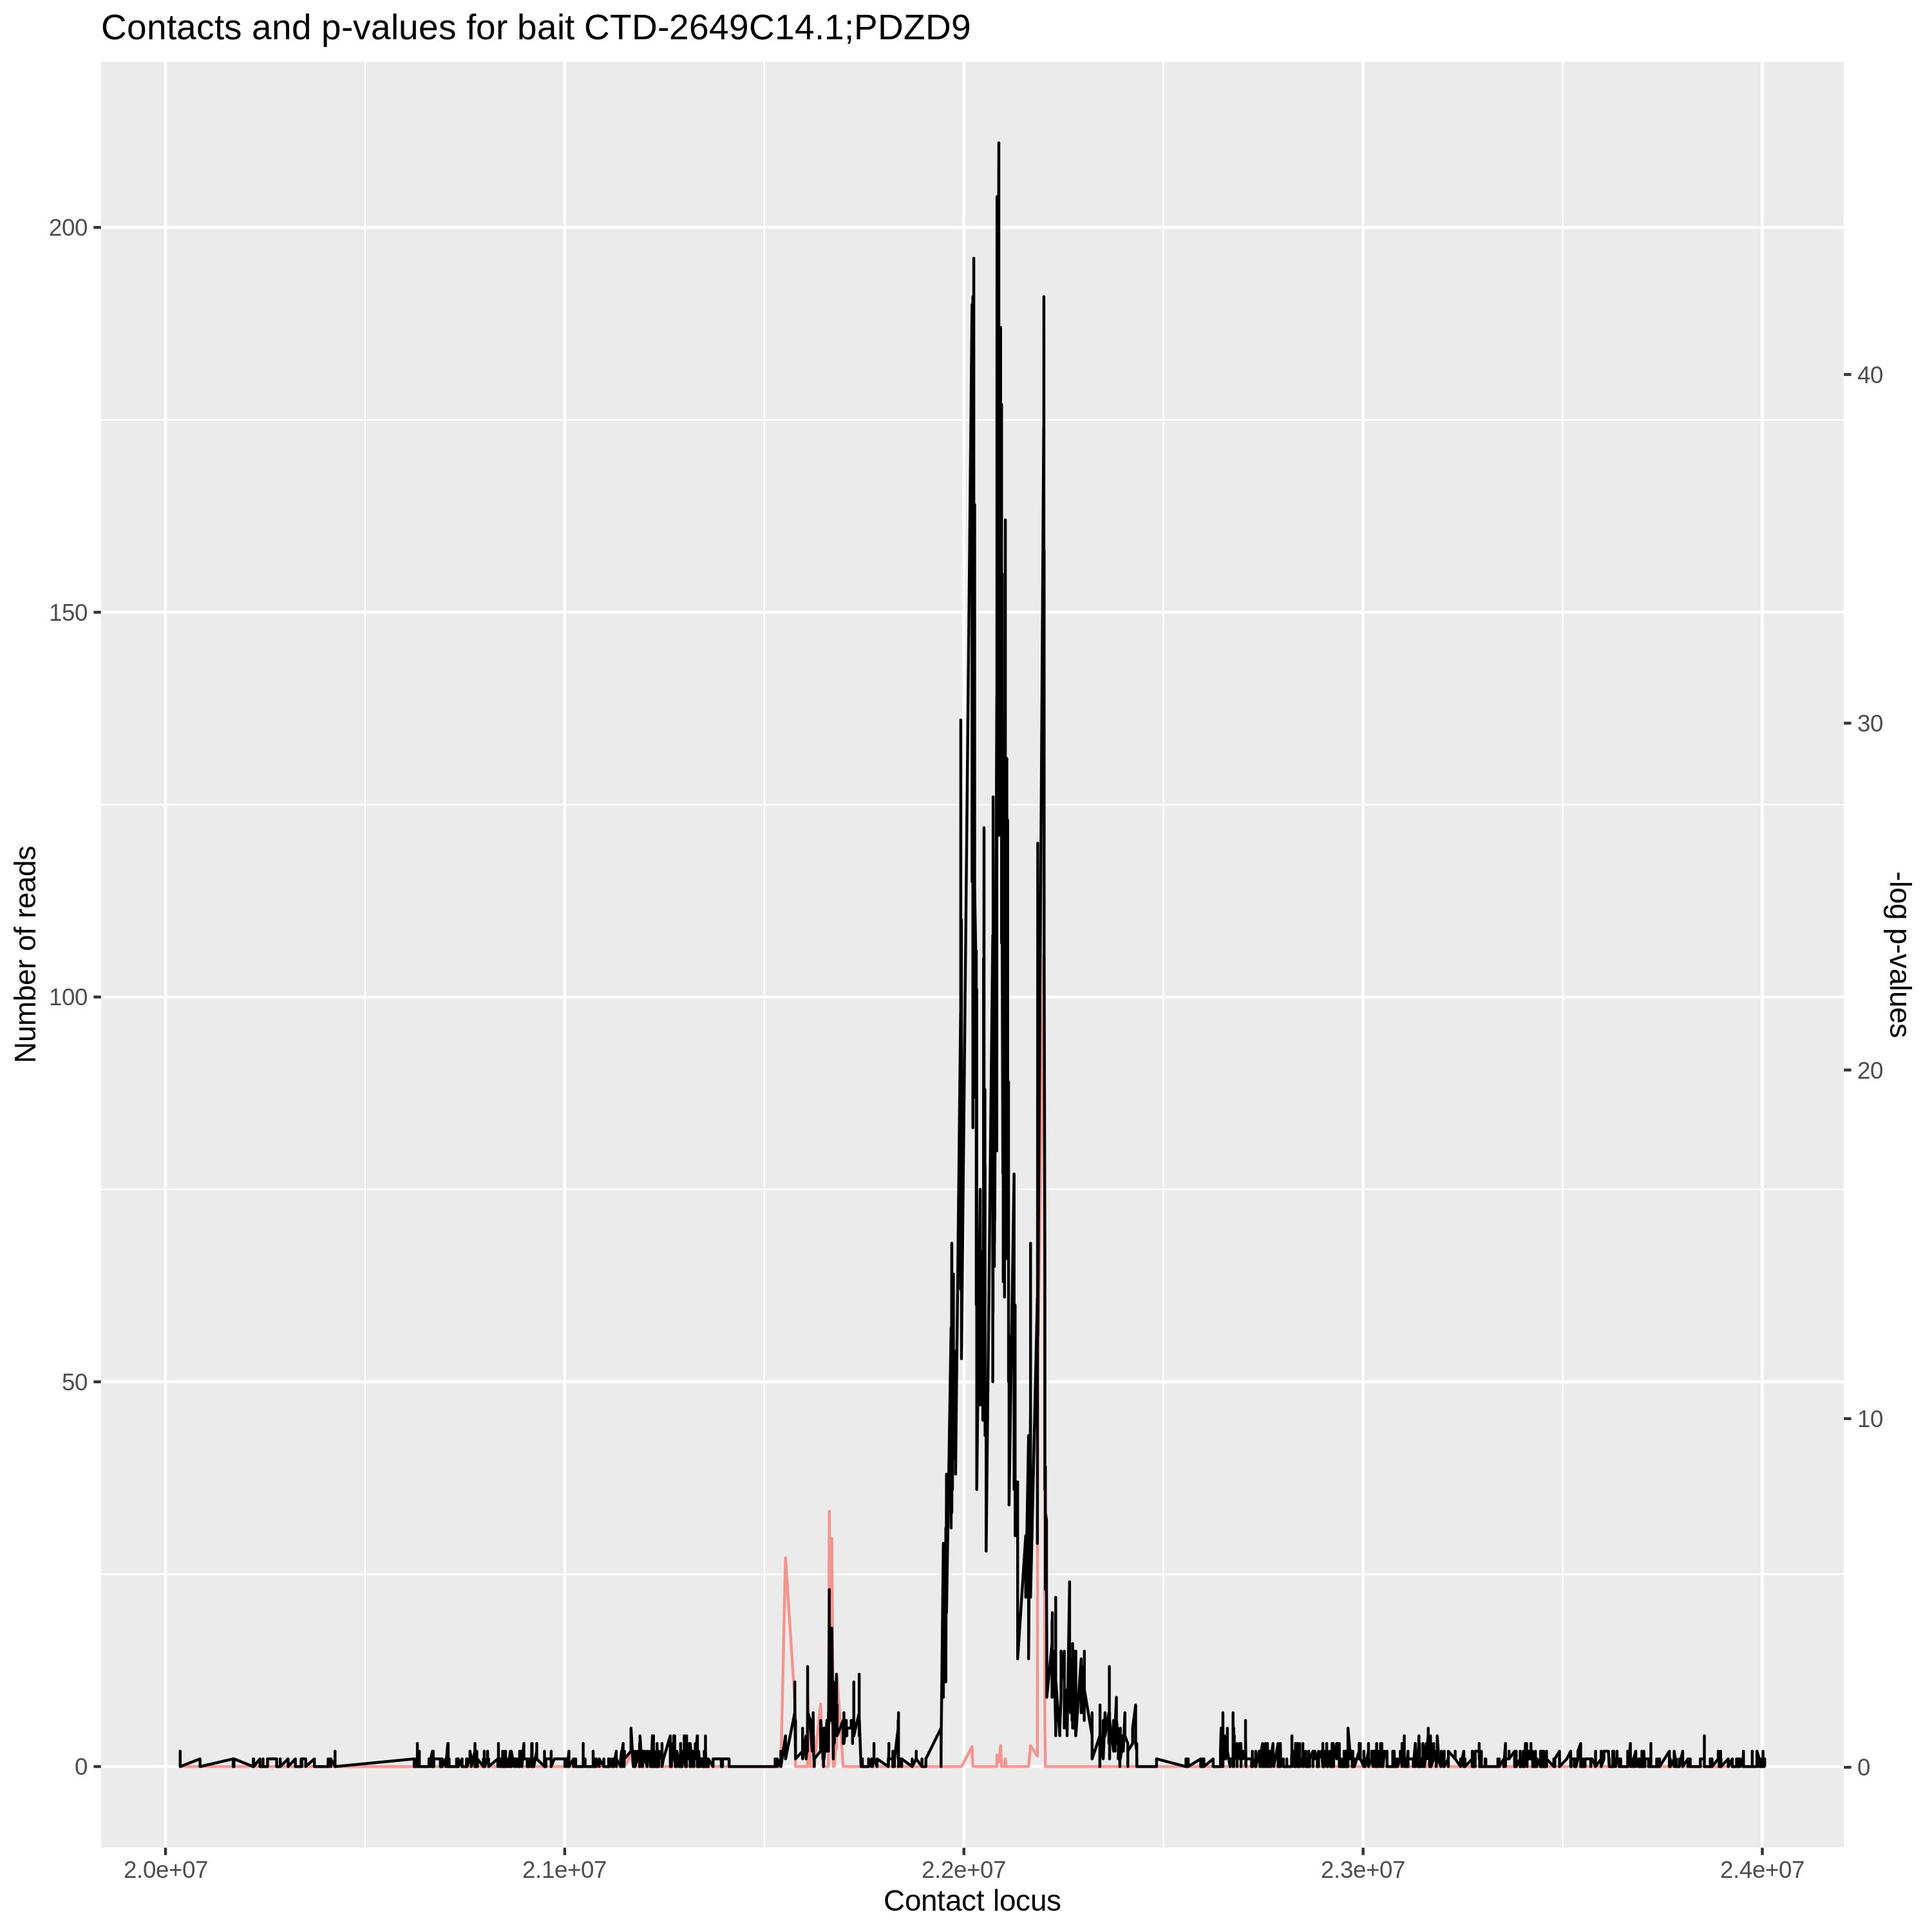 Contacts and p-values for bait CTD-2649C14.1;PDZD9
200
150
100
50
0
Number of reads
40
30
20
10
0
-log p-values
2.0e+07
2.1e+07
2.2e+07
2.3e+07
2.4e+07
Contact locus